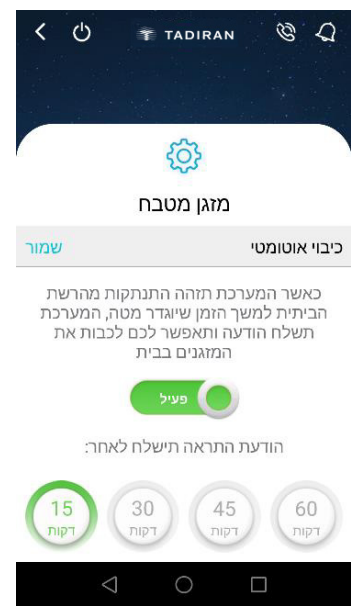 TADIRAN
מזגן מטבח
כיבוי אוטומטי
שמור
כאשר המערכת תזהה התנתקות מהרשת
הביתית למשך הזמן שיוגדר מטה, המערכת
תשלח הודעה ותאפשר לכם לכבות את
המזגנים בבית
פעיל
הודעת התראה תישלח לאחר:
60
דקות
45
דקות
30
דקות
15
דקות